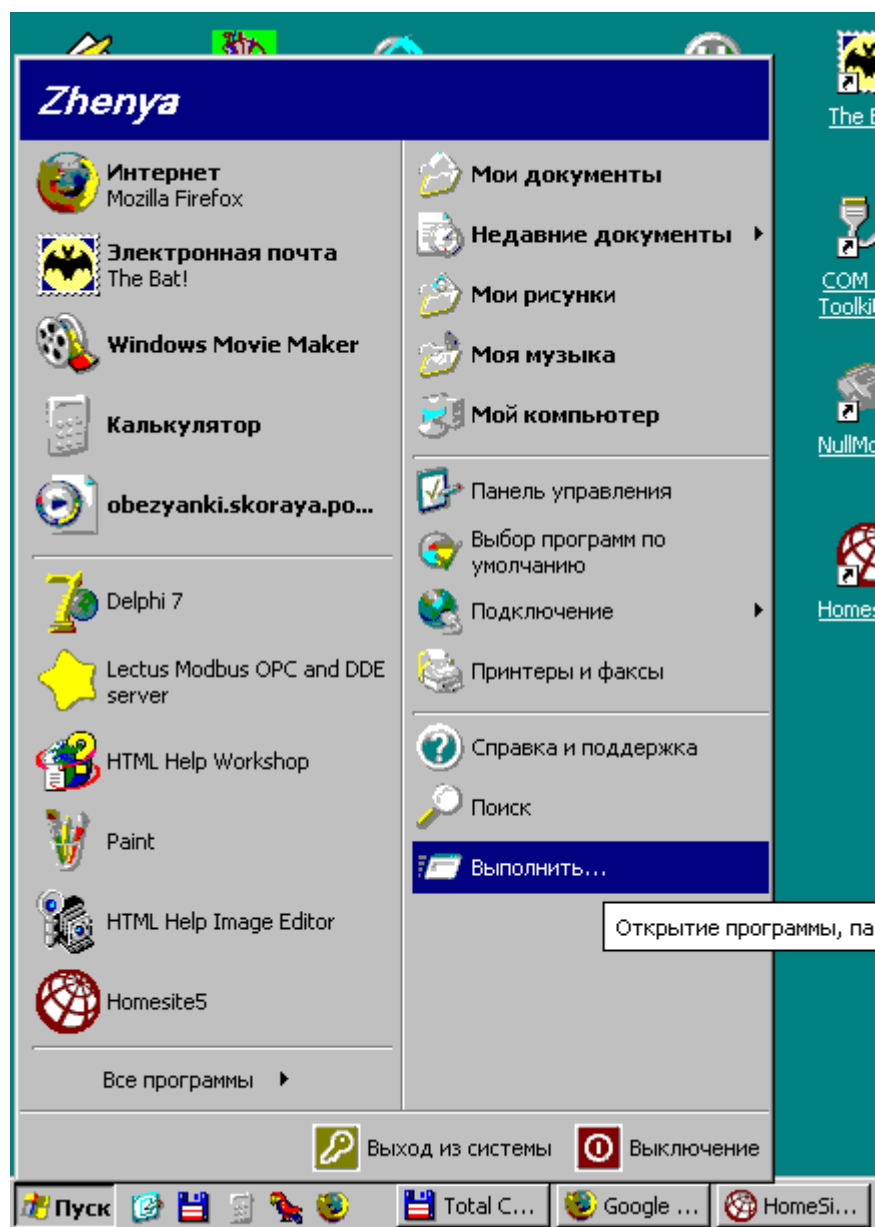 Zhenya
Интернет
Mozilla Firefox
Электронная почта
The Bat!
Windows Movie Maker
Калькулятор
obezyanki.skoraya.po...
Delphi 7
Lectus Modbus OPC and DDE
server
HTML Help Workshop
Paint
HTML Help Image Editor
Homesite5
Все программы
Мои документы
Недавние документы
Мои рисунки
Моя музыка
Мой компьютер
Панель управления
Выбор программ по
умолчанию
Подключение
Принтеры и факсы
Справка и поддержка
Поиск
Выполнить...
Открытие программы, па
Выход из системы
Выключение
The B
COM
Toolkit
NullMo
Homes
Пуск
Total C...
Google ...
HomeSi...